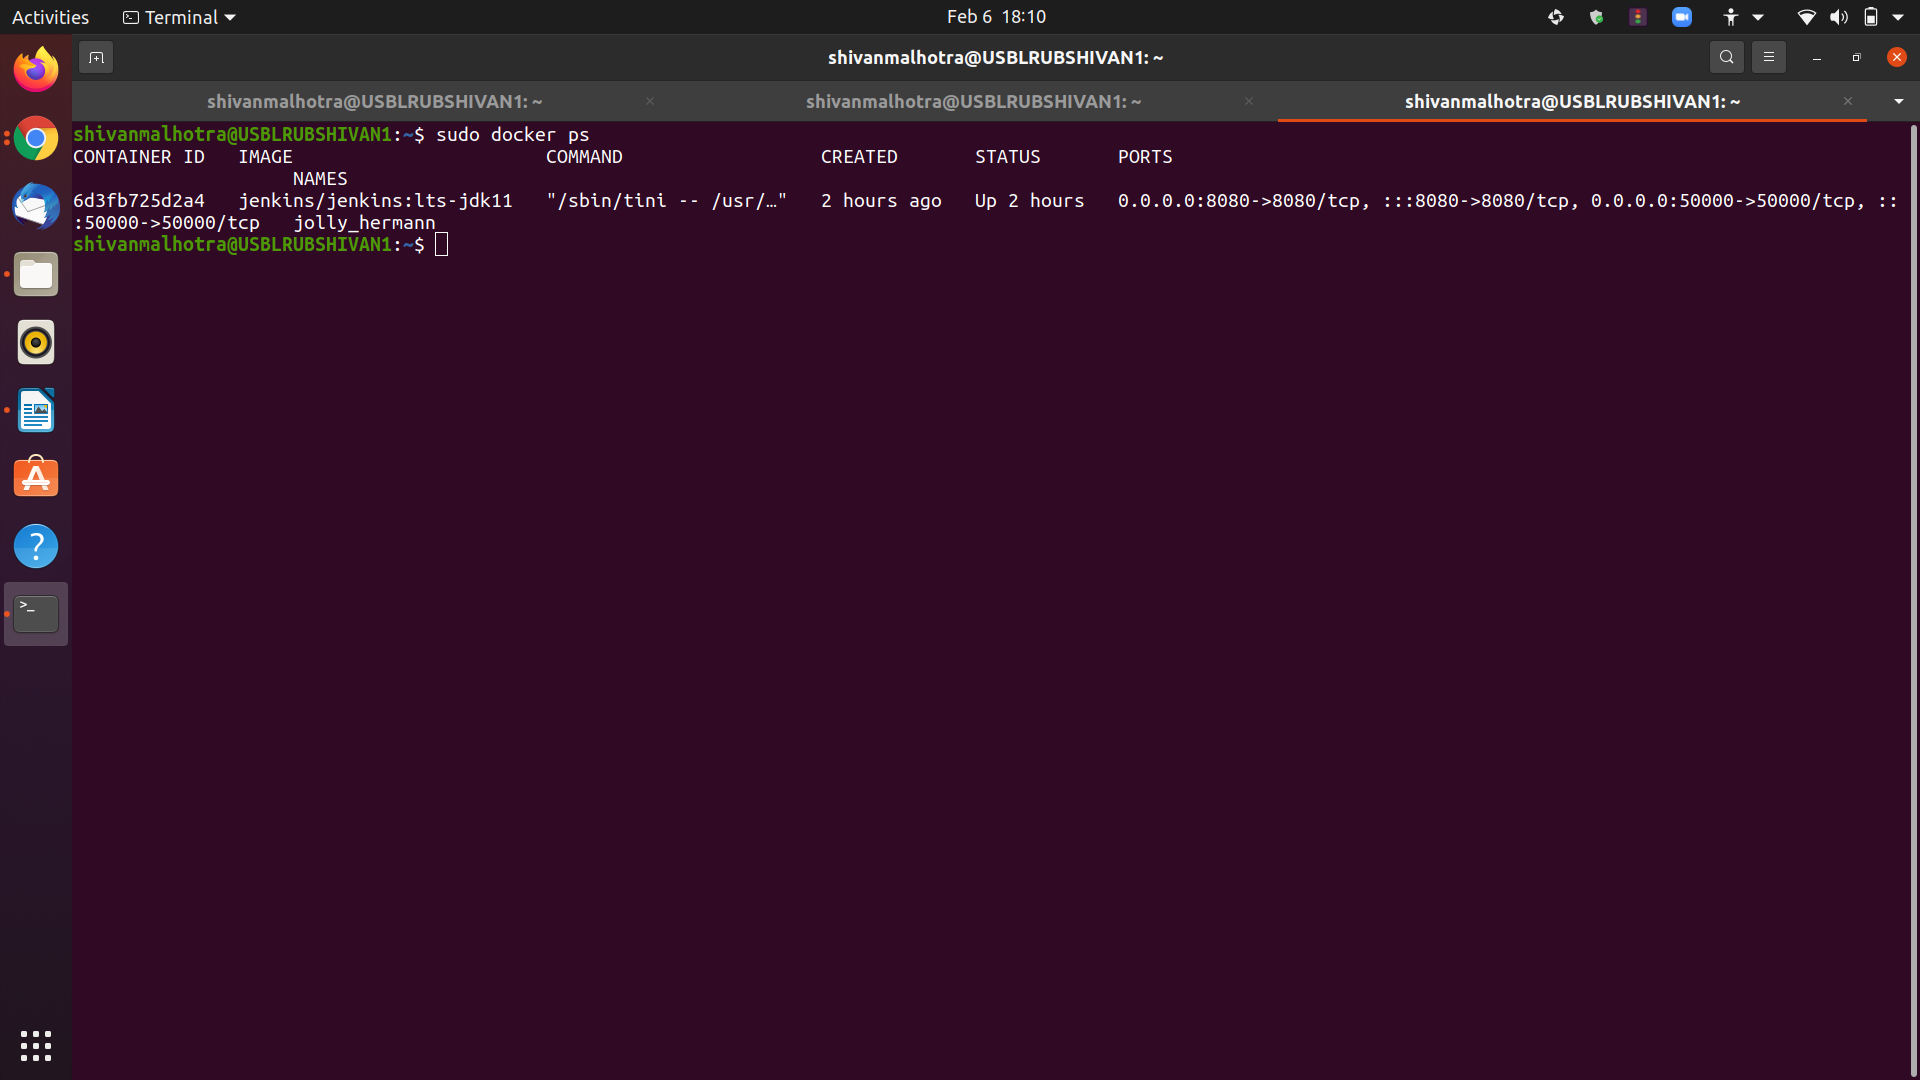 Activities Terminal Feb 6 18:10
shivanmalhotra@USBLRUBSHIVAN1: ~
shivanmalhotra@USBLRUBSHIVAN1: ~ shivanmalhotra@USBLRUBSHIVAN1: ~ shivanmalhotra@USBLRUBSHIVAN1: ~
shivanmalhotra@USBLRUBSHIVAN1:~$ sudo docker ps
CONTAINER ID IMAGE COMMAND CREATED STATUS PORTS
NAMES
6d3fb725d2a4 jenkins/jenkins:lts-jdk11 "/sbin/tini -- /usr/…" 2 hours ago Up 2 hours 0.0.0.0:8080->8080/tcp, :::8080->8080/tcp, 0.0.0.0:50000->50000/tcp, ::
:50000->50000/tcp jolly_hermann
shivanmalhotra@USBLRUBSHIVAN1:~$